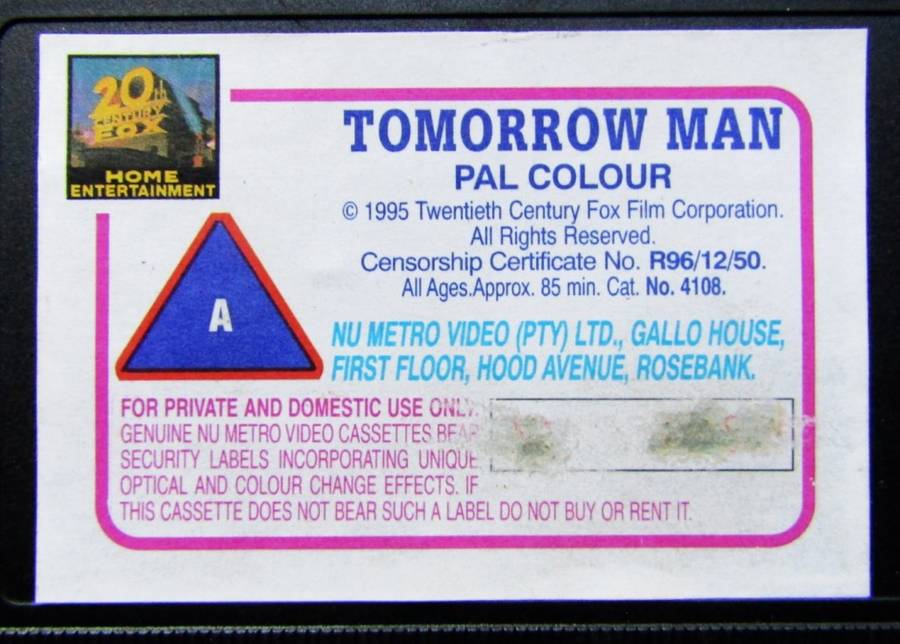 20th
CENTURY
FOX
HOME
ENTERTAINMENT
TOMORROW MAN
PAL COLOUR
© 1995 Twentieth Century Fox Film Corporation.
All Rights Reserved.
Censorship Certificate No. R96/12/50.
All Ages.Approx. 85 min. Cat. No. 4108.
A
NU METRO VIDEO (PTY) LTD., GALLO HOUSE,
FIRST FLOOR, HOOD AVENUE, ROSEBANK.
FOR PRIVATE AND DOMESTIC USE ONLY.
GENUINE NU METRO VIDEO CASSETTES BEAR
SECURITY LABELS INCORPORATING UNIQUE
OPTICAL AND COLOUR CHANGE EFFECTS. IF
THIS CASSETTE DOES NOT BEAR SUCH A LABEL DO NOT BUY OR RENT IT.